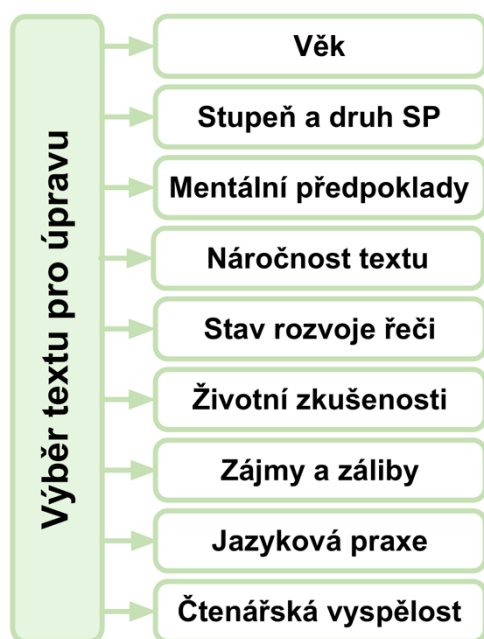 Výběr textu pro úpravu
Věk
Stupeň a druh SP
Mentální předpoklady
Náročnost textu
Stav rozvoje řeči
Životní zkušenosti
Zájmy a záliby
Jazyková praxe
Čtenářská vyspělost